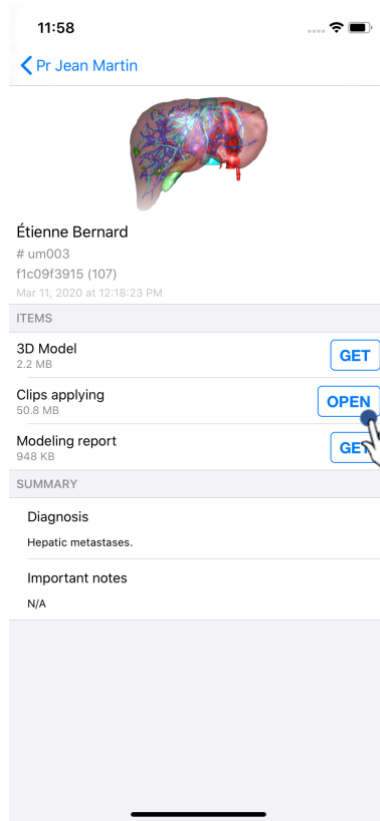 11:58
Pr Jean Martin
Étienne Bernard
# um003
f1c09f3915 (107)
Mar 11, 2020 at 12:18:23 PM
ITEMS
3D Model
2.2 MB
GET
Clips applying
50.8 MB
OPEN
Modeling report
948 KB
GET
SUMMARY
Diagnosis
Hepatic metastases.
Important notes
N/A